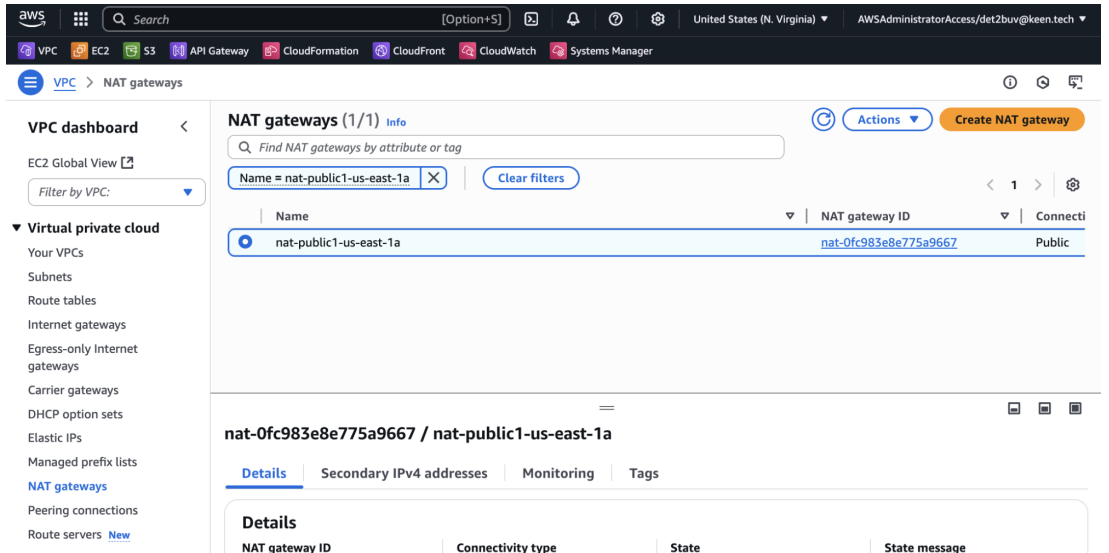 aws Search [Option+S] United States (N. Virginia) ▼ AWSAdministratorAccess/det2buv@keen.tech ▼
VPC EC2 S3 API Gateway CloudFormation CloudFront CloudWatch Systems Manager
VPC > NAT gateways
VPC dashboard
EC2 Global View
Filter by VPC:
Virtual private cloud
Your VPCs
Subnets
Route tables
Internet gateways
Egress-only Internet
gateways
Carrier gateways
DHCP option sets
Elastic IPs
Managed prefix lists
NAT gateways
Peering connections
Route servers New
NAT gateways (1/1) Info
Actions ▼ Create NAT gateway
Find NAT gateways by attribute or tag
Name = nat-public1-us-east-1a Clear filters
1
Name NAT gateway ID Connecti
nat-public1-us-east-1a nat-0fc983e8e775a9667 Public
nat-0fc983e8e775a9667 / nat-public1-us-east-1a
Details Secondary IPv4 addresses Monitoring Tags
Details
NAT gateway ID Connectivity type State State message